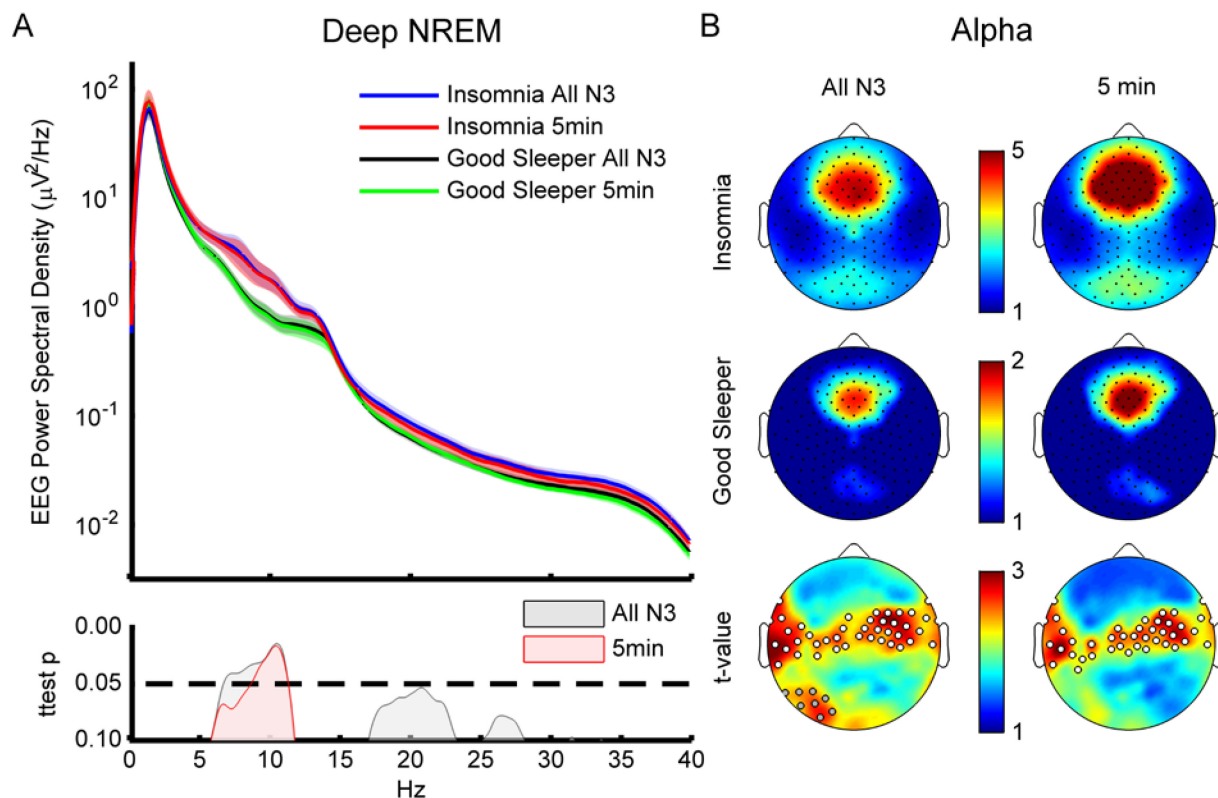 A
Deep NREM
EEG Power Spectral Density (µV²/Hz)
10²
10¹
10⁰
10⁻¹
10⁻²
Insomnia All N3
Insomnia 5min
Good Sleeper All N3
Good Sleeper 5min
ttest p
0.00
0.05
0.10
All N3
5min
0 5 10 15 20 25 30 35 40
Hz
B
Alpha
All N3
5 min
Insomnia
5
1
Good Sleeper
2
1
t-value
3
1